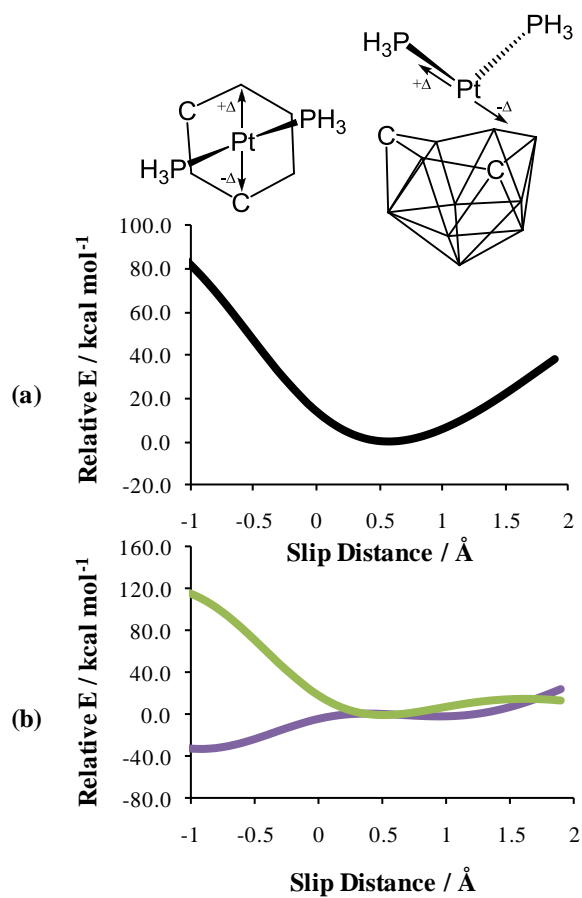 PH₃
H₃P
Pt
+Δ
-Δ
C
+Δ
PH₃
Pt
H₃P
-Δ
C
C
C
100.0
80.0
60.0
40.0
20.0
0.0
-20.0
Relative E / kcal mol⁻¹
(a)
-1 -0.5 0 0.5 1 1.5 2
Slip Distance / Å
160.0
120.0
80.0
40.0
0.0
-40.0
-80.0
Relative E / kcal mol⁻¹
(b)
-1 -0.5 0 0.5 1 1.5 2
Slip Distance / Å